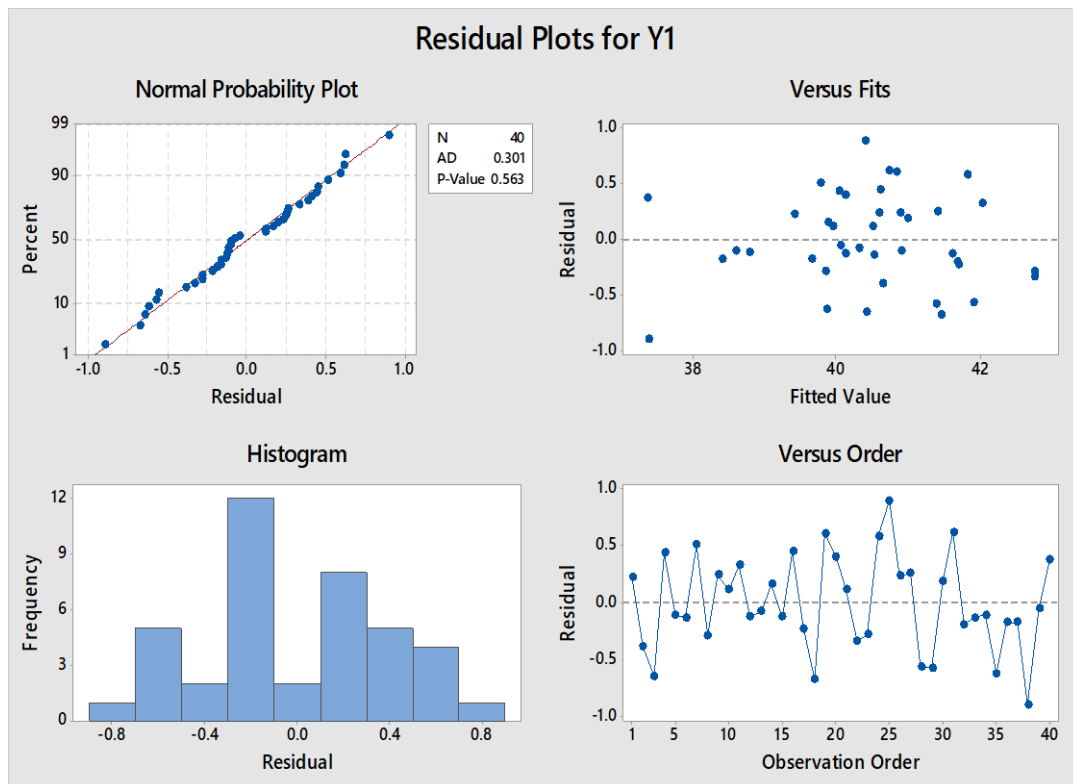 Residual Plots for Y1
Normal Probability Plot
99
90
50
10
1
Percent
-1.0 -0.5 0.0 0.5 1.0
Residual
N 40
AD 0.301
P-Value 0.563
Versus Fits
1.0
0.5
0.0
-0.5
-1.0
Residual
38 40 42
Fitted Value
Histogram
12
9
6
3
0
Frequency
-0.8 -0.4 0.0 0.4 0.8
Residual
Versus Order
1.0
0.5
0.0
-0.5
-1.0
Residual
1 5 10 15 20 25 30 35 40
Observation Order